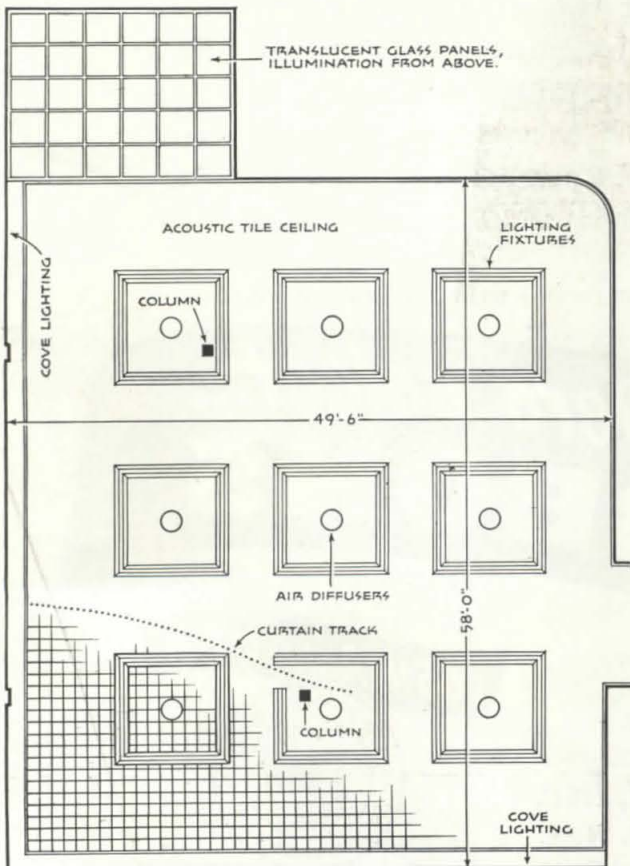 TRANSLUCENT GLASS PANELS,
ILLUMINATION FROM ABOVE.
ACOUSTIC TILE CEILING
LIGHTING
FIXTURES
COVE LIGHTING
COLUMN
49'-6"
AIR DIFFUSERS
58'-0"
CURTAIN TRACK
COLUMN
COVE
LIGHTING